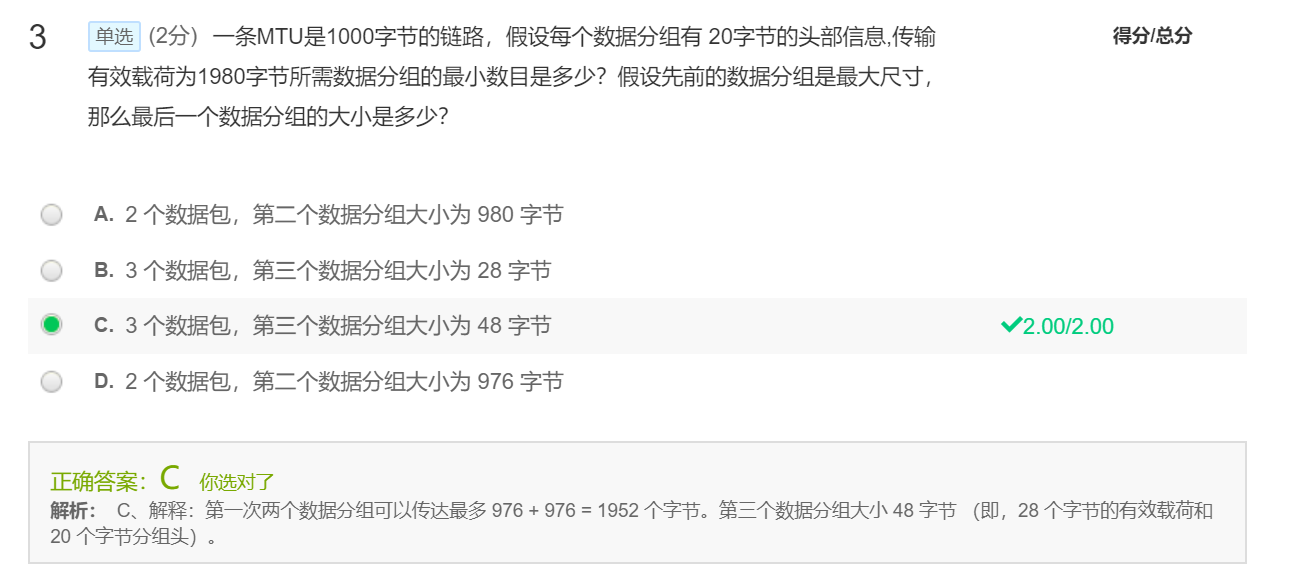 3 单选 (2分) 一条MTU是1000字节的链路，假设每个数据分组有 20字节的头部信息,传输 得分/总分
有效载荷为1980字节所需数据分组的最小数目是多少？假设先前的数据分组是最大尺寸，
那么最后一个数据分组的大小是多少？
A. 2 个数据包，第二个数据分组大小为 980 字节
B. 3 个数据包，第三个数据分组大小为 28 字节
C. 3 个数据包，第三个数据分组大小为 48 字节 2.00/2.00
D. 2 个数据包，第二个数据分组大小为 976 字节
正确答案：C 你选对了
解析： C、解释：第一次两个数据分组可以传达最多 976 + 976 = 1952 个字节。第三个数据分组大小 48 字节 （即，28 个字节的有效载荷和
20 个字节分组头）。